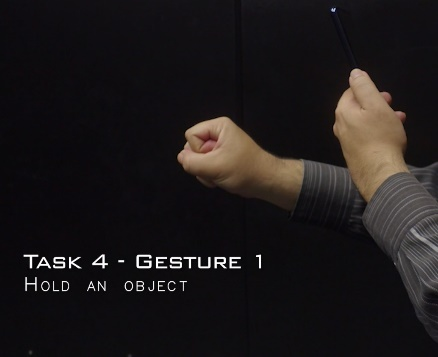 Task 4 - Gesture 1
Hold an object